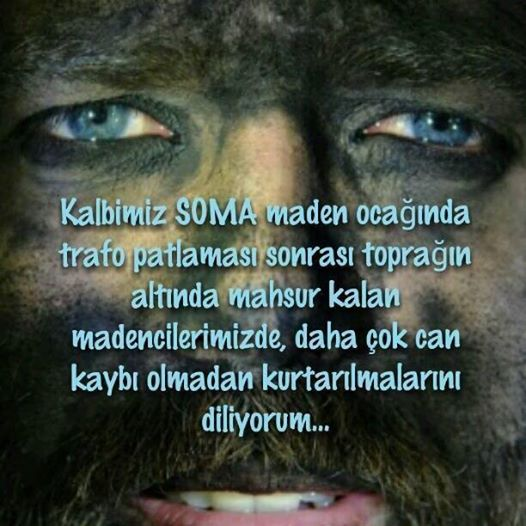 Kalbimiz SOMA maden ocağında
trafo patlaması sonrası toprağın
altında mahsur kalan
madencilerimizde, daha çok can
kaybı olmadan kurtarılmalarını
diliyorum...